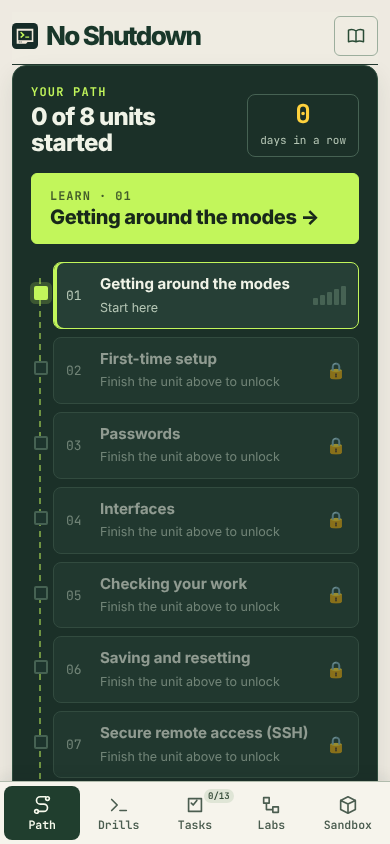 No Shutdown
YOUR PATH
0 of 8 units
started
0
days in a row
LEARN · 01
Getting around the modes →
01
Getting around the modes
Start here
02
First-time setup
Finish the unit above to unlock
03
Passwords
Finish the unit above to unlock
04
Interfaces
Finish the unit above to unlock
05
Checking your work
Finish the unit above to unlock
06
Saving and resetting
Finish the unit above to unlock
07
Secure remote access (SSH)
Finish the unit above to unlock
0/13
Path
Drills
Tasks
Labs
Sandbox